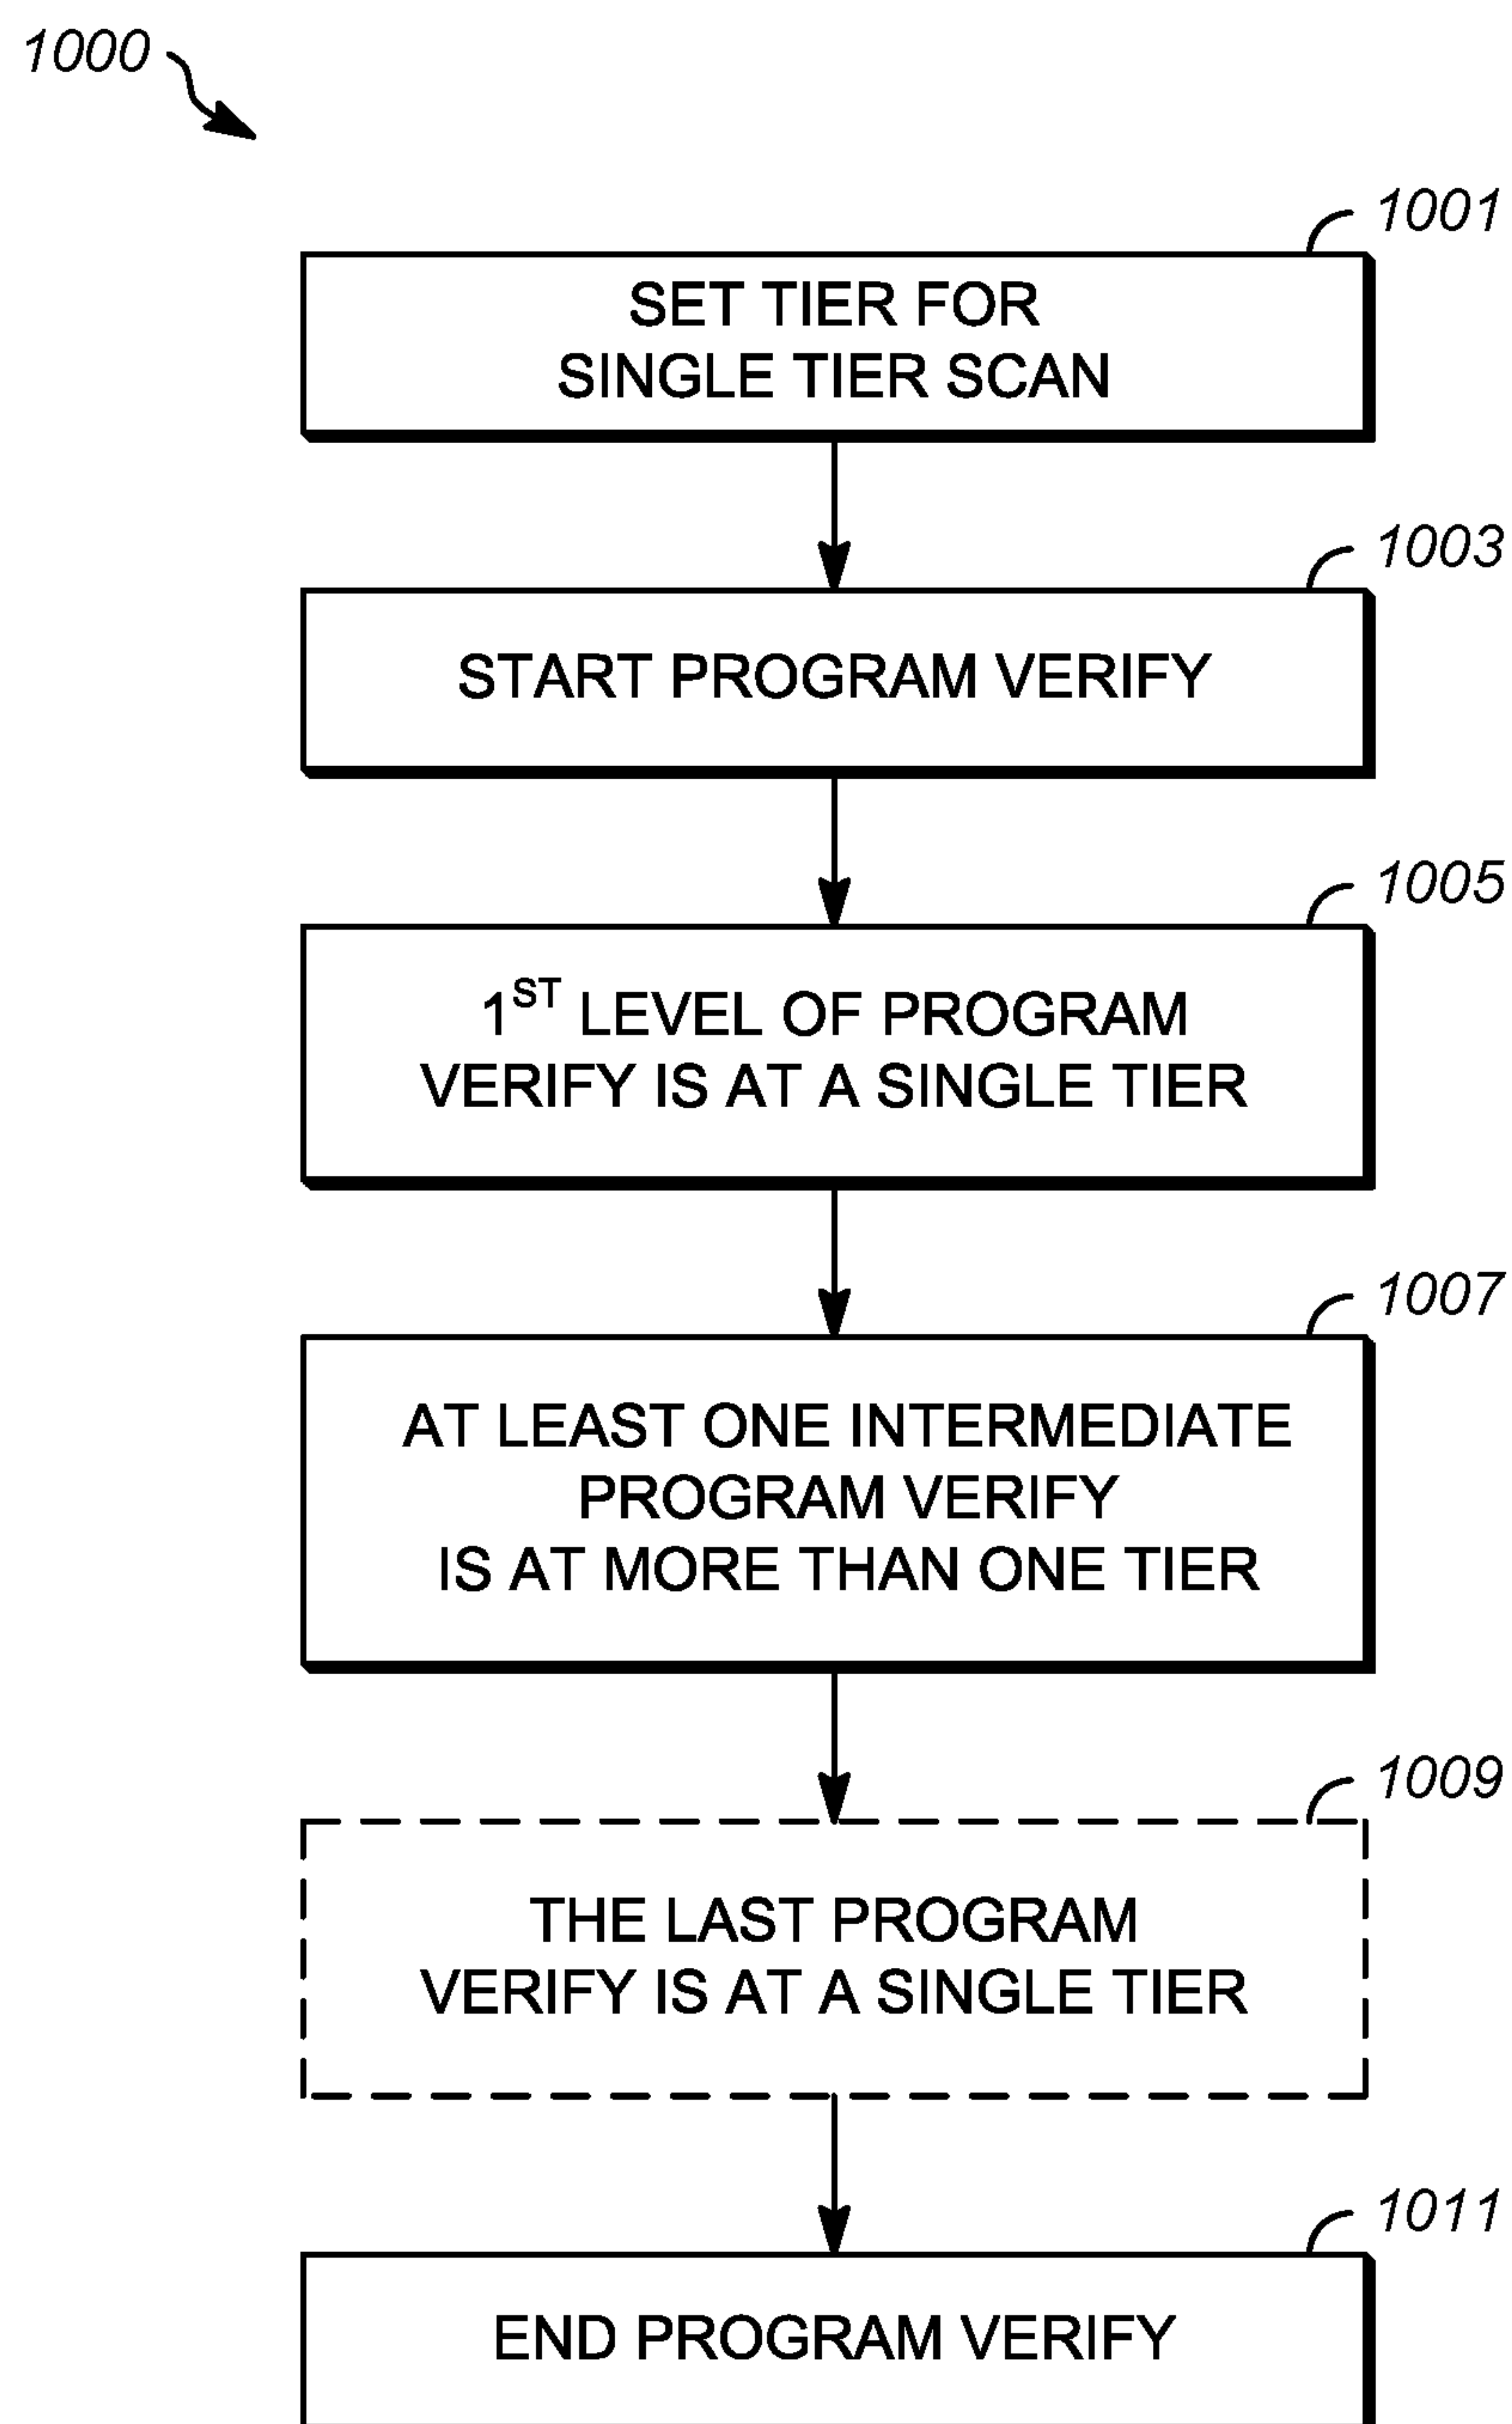 1000
1001
SET TIER FOR
SINGLE TIER SCAN
1003
START PROGRAM VERIFY
1005
1ST LEVEL OF PROGRAM
VERIFY IS AT A SINGLE TIER
1007
AT LEAST ONE INTERMEDIATE
PROGRAM VERIFY
IS AT MORE THAN ONE TIER
1009
THE LAST PROGRAM
VERIFY IS AT A SINGLE TIER
1011
END PROGRAM VERIFY